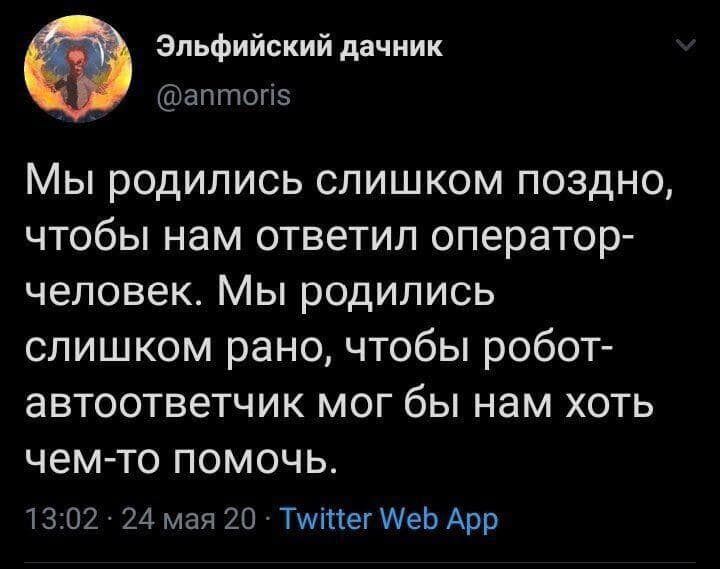 Эльфийский дачник
@anmoris
Мы родились слишком поздно,
чтобы нам ответил оператор-
человек. Мы родились
слишком рано, чтобы робот-
автоответчик мог бы нам хоть
чем-то помочь.
13:02 · 24 мая 20 · Twitter Web App